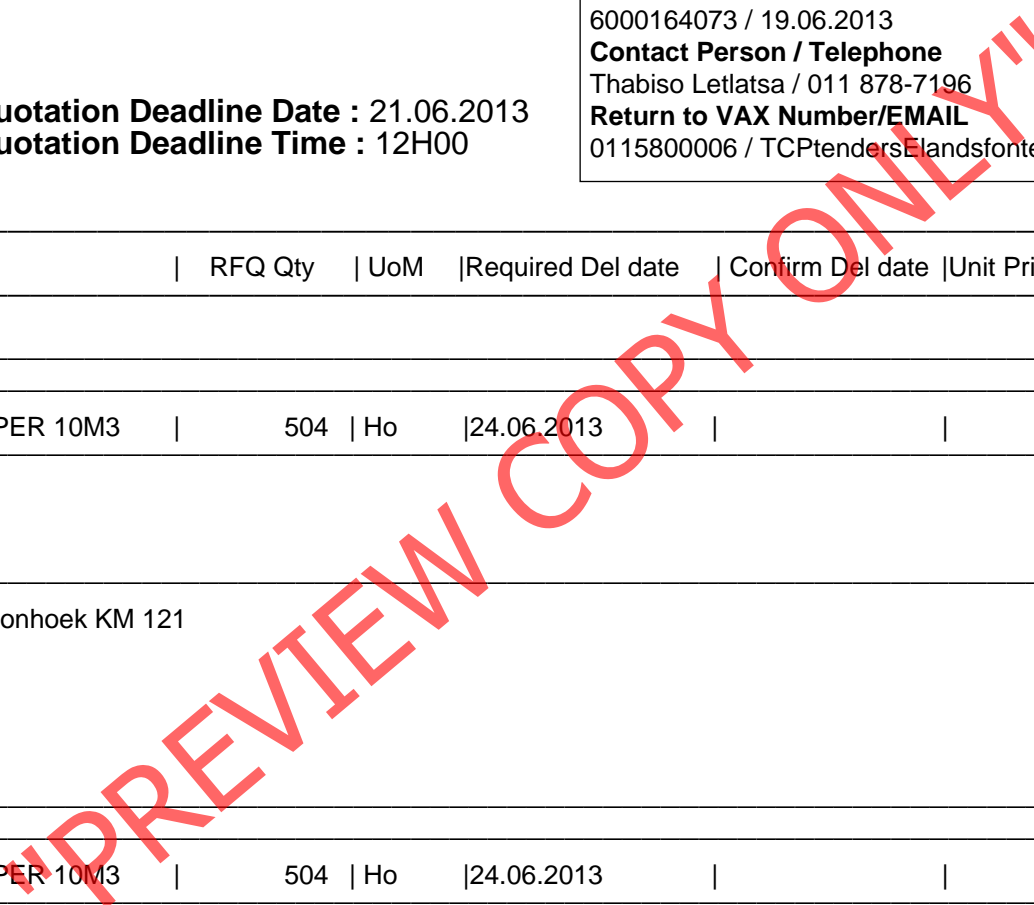 6000164073 / 19.06.2013
Contact Person / Telephone
Thabiso Letlatsa / 011 878-7196
uotation Deadline Date : 21.06.2013
Return to VAX Number/EMAIL
uotation Deadline Time : 12H00
0115800006 / TCPtendersElandsfonte
| RFQ Qty | UoM |Required Del date | Confirm Del date |Unit Pri
PER 10M3 | 504 | Ho |24.06.2013 | |
onhoek KM 121
PER 10M3 | 504 | Ho |24.06.2013 | |
"PREVIEW COPY ONLY"